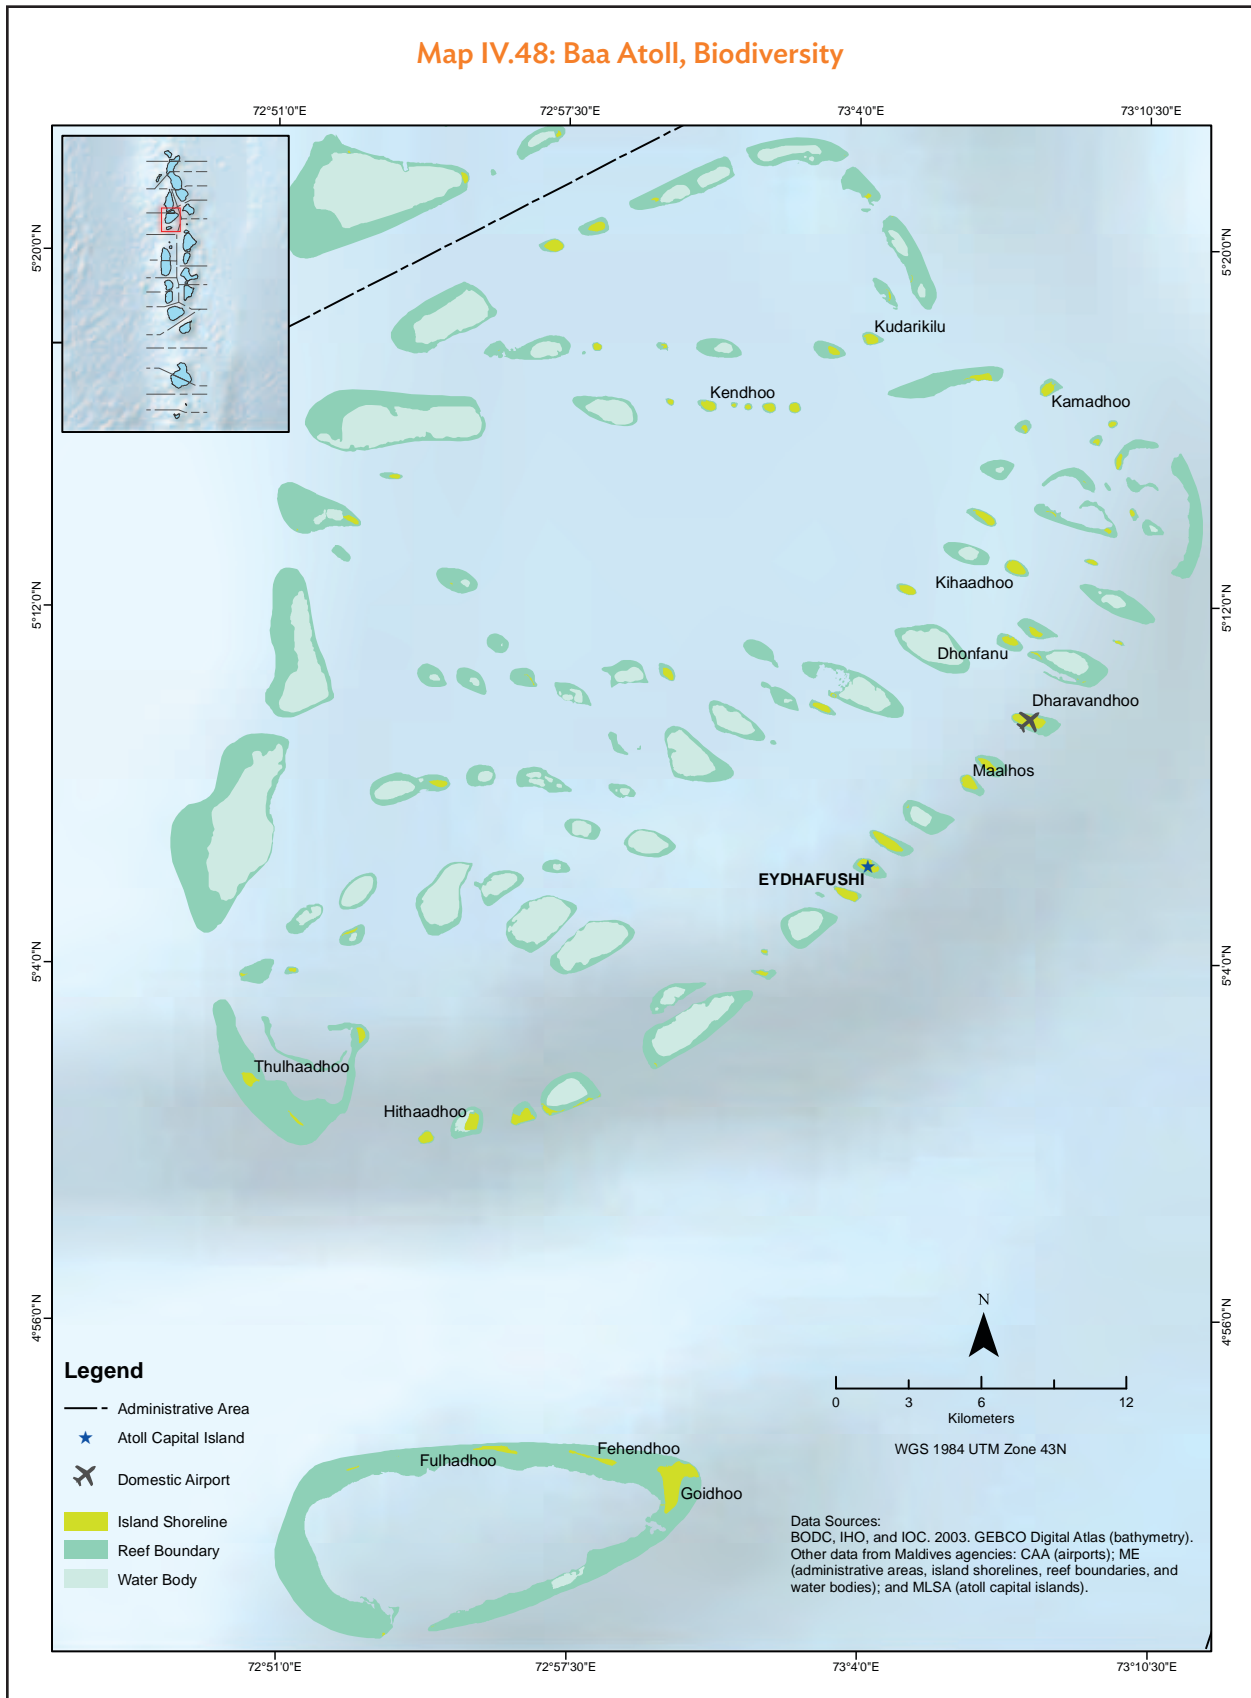 Map IV.48: Baa Atoll, Biodiversity
72°51'0"E
72°57'30"E
73°4'0"E
73°10'30"E
5°20'0"N
5°20'0"N
Kudarikilu
Kendhoo
Kamadhoo
Kihaadhoo
5°12'0"N
5°12'0"N
Dhonfanu
Dharavandhoo
Maalhos
EYDHAFUSHI
5°4'0"N
5°4'0"N
Thulhaadhoo
Hithaadhoo
4°56'0"N
4°56'0"N
N
0 3 6 12
Kilometers
WGS 1984 UTM Zone 43N
Legend
Administrative Area
Atoll Capital Island
Domestic Airport
Island Shoreline
Reef Boundary
Water Body
Fulhadhoo
Fehendhoo
Goidhoo
Data Sources:
BODC, IHO, and IOC. 2003. GEBCO Digital Atlas (bathymetry).
Other data from Maldives agencies: CAA (airports); ME
(administrative areas, island shorelines, reef boundaries, and
water bodies); and MLSA (atoll capital islands).
72°51'0"E
72°57'30"E
73°4'0"E
73°10'30"E